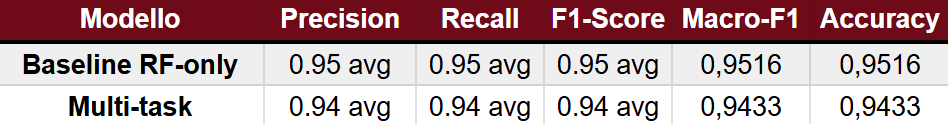 Modello Precision Recall F1-Score Macro-F1 Accuracy
Baseline RF-only 0.95 avg 0.95 avg 0.95 avg 0,9516 0,9516
Multi-task 0.94 avg 0.94 avg 0.94 avg 0,9433 0,9433